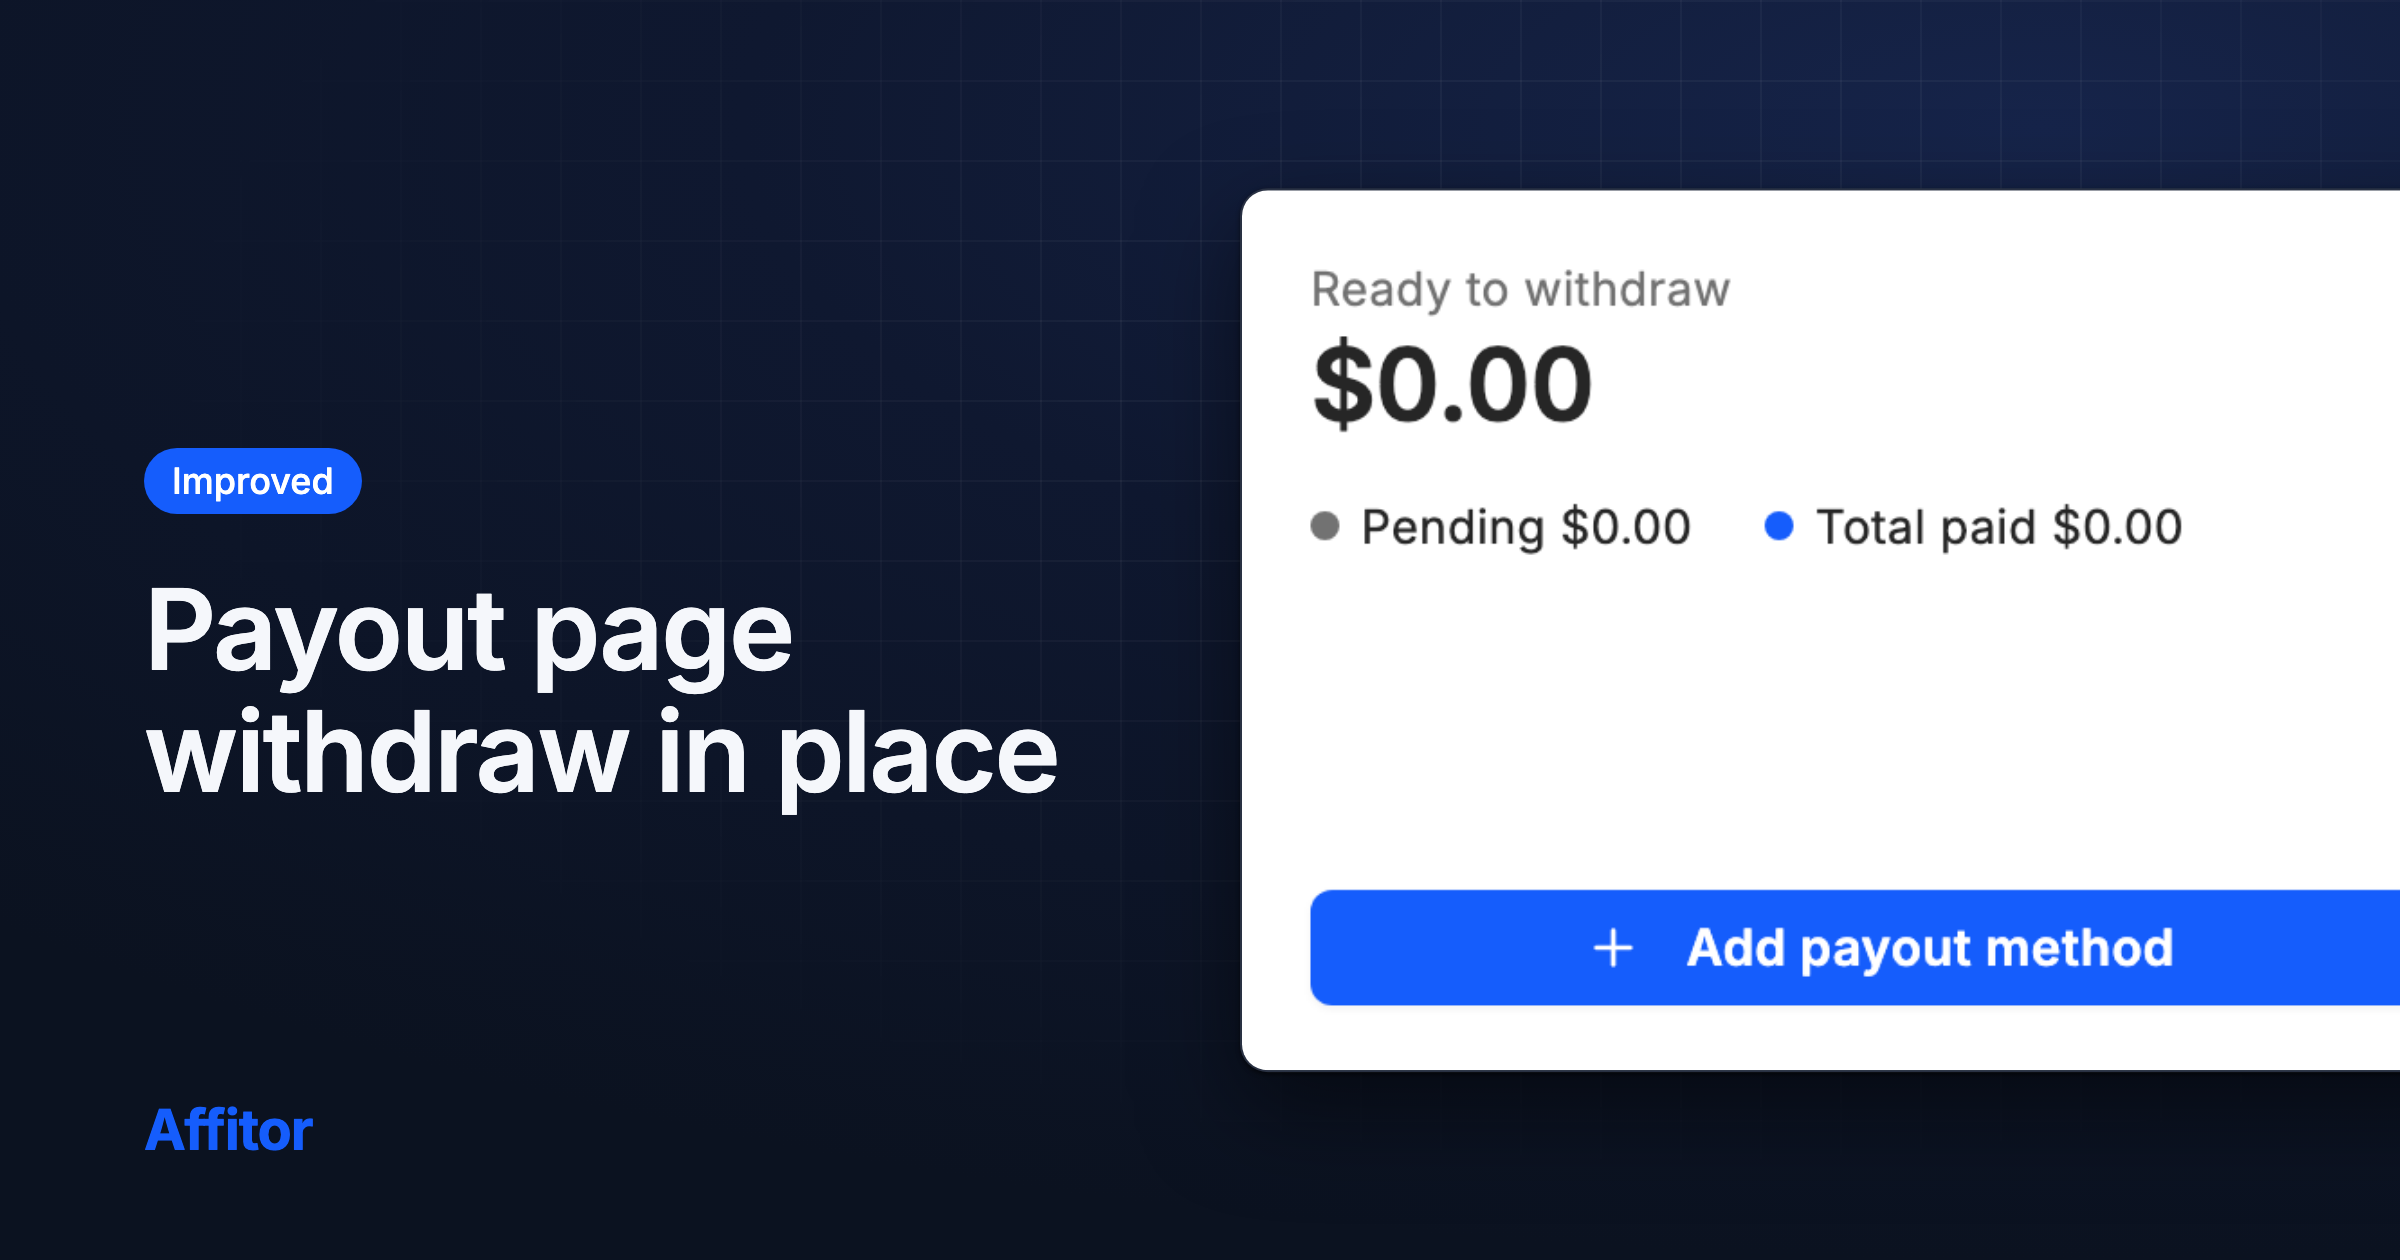 Improved
Payout page
withdraw in place
Affitor
Ready to withdraw
$0.00
Pending $0.00 Total paid $0.00
+ Add payout method